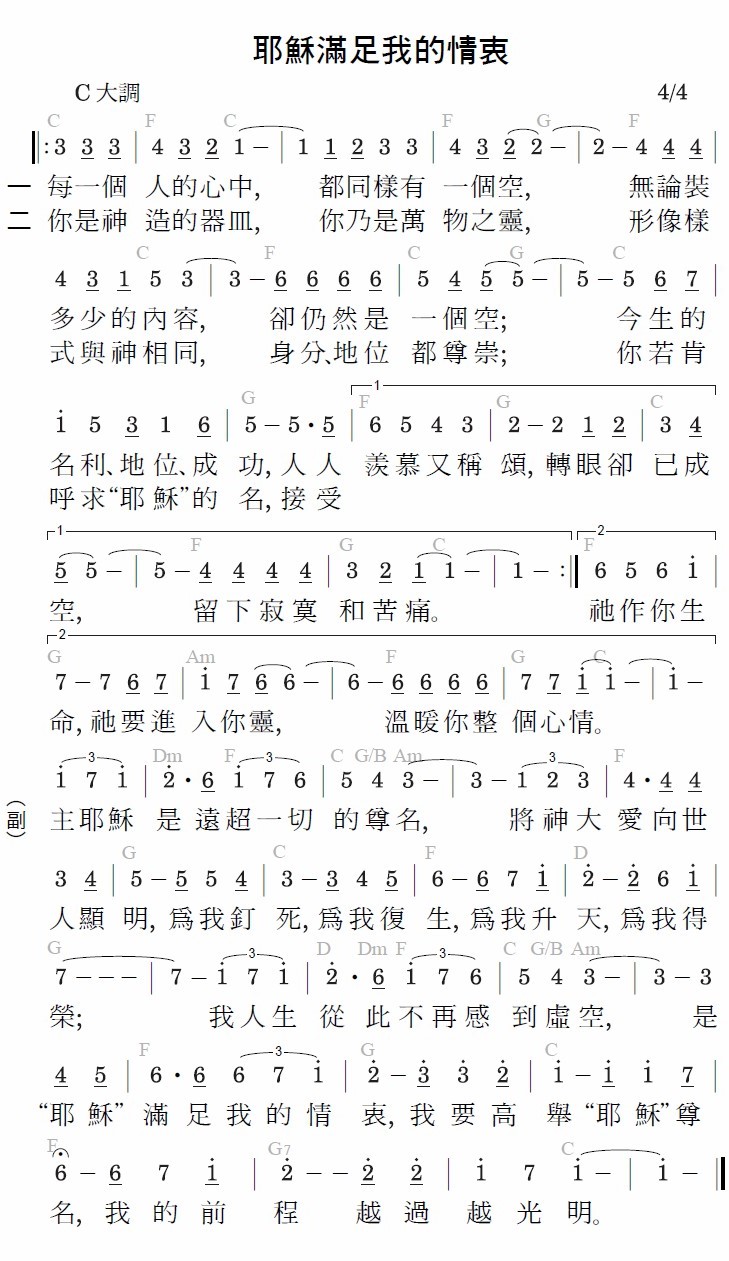 耶穌滿足我的情衷
C 大調 4/4
C F C F G F
𝄆 3 3 3 | 4 3 2 1 – | 1 1 2 3 3 | 4 3 2 2 – | 2 – 4 4 4 |
一 每一個 人的心中, 都同樣有 一個空, 無論裝
二 你是神 造的器皿, 你乃是萬 物之靈, 形像樣
C F C G C
4 3 1 5 3 | 3 – 6 6 6 6 | 5 4 5 5 – | 5 – 5 6 7 |
多少的內容, 卻仍然是 一個空; 今生的
式與神相同, 身分、地位 都尊崇; 你若肯
1
G F G C
1̇ 5 3 1 6 | 5 – 5 • 5 | 6 5 4 3 | 2 – 2 1 2 | 3 4
名利、地位、成 功, 人人 羨慕又稱 頌, 轉眼卻 已成
呼求“耶穌”的 名, 接受
1 2
F G C F
5 5 – | 5 – 4 4 4 4 | 3 2 1 1 – | 1 – 𝄇 6 5 6 1̇ |
空, 留下寂寞 和苦痛。 祂作你生
2
G Am F G C
7 – 7 6 7 | 1̇ 7 6 6 – | 6 – 6 6 6 6 | 7 7 1̇ 1̇ – | 1̇ –
命, 祂要進 入你靈, 溫暖你整 個心情。
3 Dm F 3 C G/B Am 3 F
1̇ 7 1̇ | 2̇ • 6 1̇ 7 6 | 5 4 3 – | 3 – 1 2 3 | 4 • 4 4
(副) 主耶穌 是遠超一切 的尊名, 將神大 愛向世
G C F D
3 4 | 5 – 5 5 4 | 3 – 3 4 5 | 6 – 6 7 1̇ | 2̇ – 2̇ 6 1̇ |
人顯 明, 爲我釘 死, 爲我復 生, 爲我升 天, 爲我得
G 3 D Dm F 3 C G/B Am
7 – – – | 7 – 1̇ 7 1̇ | 2̇ • 6 1̇ 7 6 | 5 4 3 – | 3 – 3
榮; 我人生 從此不再感 到虛空, 是
F 3 G C
4 5 | 6 • 6 6 7 1̇ | 2̇ – 3̇ 3̇ 2̇ | 1̇ – 1̇ 1̇ 7 |
“耶穌” 滿足我的情 衷, 我要高 舉“耶穌”尊
F G7 C
6 – 6 7 1̇ | 2̇ – – 2̇ 2̇ | 1̇ 7 1̇ – | 1̇ – ‖
名, 我的前 程 越過越光明。